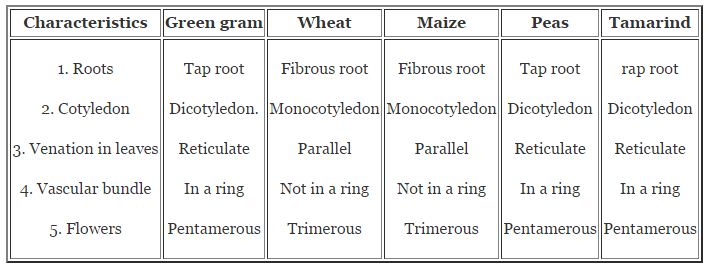 Characteristics Green gram Wheat Maize Peas Tamarind
1. Roots Tap root Fibrous root Fibrous root Tap root rap root
2. Cotyledon Dicotyledon. Monocotyledon Monocotyledon Dicotyledon Dicotyledon
3. Venation in leaves Reticulate Parallel Parallel Reticulate Reticulate
4. Vascular bundle In a ring Not in a ring Not in a ring In a ring In a ring
5. Flowers Pentamerous Trimerous Trimerous Pentamerous Pentamerous